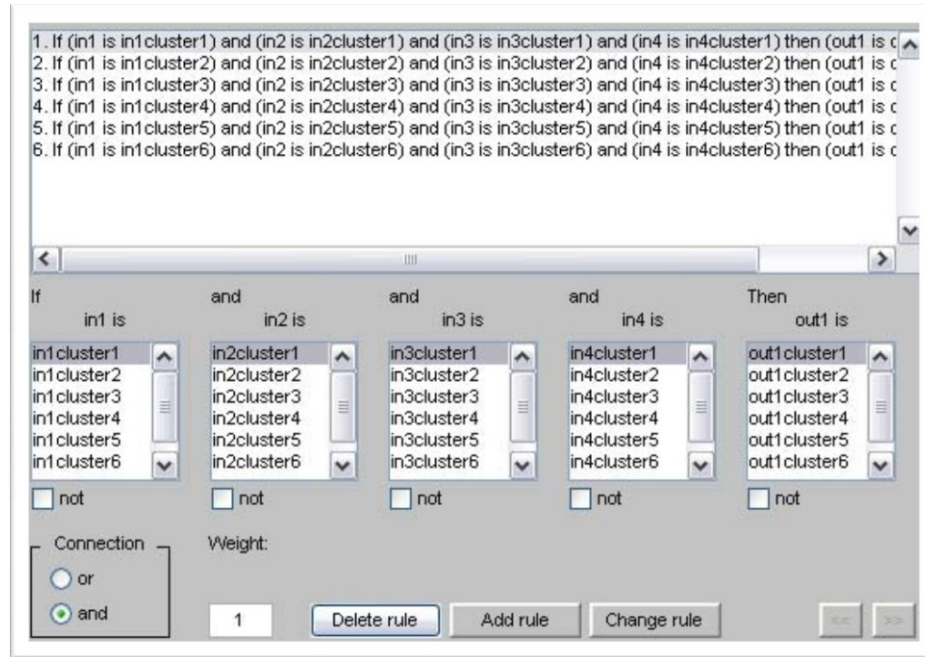 1. If (in1 is in1cluster1) and (in2 is in2cluster1) and (in3 is in3cluster1) and (in4 is in4cluster1) then (out1 is
2. If (in1 is in1cluster2) and (in2 is in2cluster2) and (in3 is in3cluster2) and (in4 is in4cluster2) then (out1 is
3. If (in1 is in1cluster3) and (in2 is in2cluster3) and (in3 is in3cluster3) and (in4 is in4cluster3) then (out1 is
4. If (in1 is in1cluster4) and (in2 is in2cluster4) and (in3 is in3cluster4) and (in4 is in4cluster4) then (out1 is
5. If (in1 is in1cluster5) and (in2 is in2cluster5) and (in3 is in3cluster5) and (in4 is in4cluster5) then (out1 is
6. If (in1 is in1cluster6) and (in2 is in2cluster6) and (in3 is in3cluster6) and (in4 is in4cluster6) then (out1 is
If and and and Then
in1 is in2 is in3 is in4 is out1 is
in1cluster1 in2cluster1 in3cluster1 in4cluster1 out1cluster1
in1cluster2 in2cluster2 in3cluster2 in4cluster2 out1cluster2
in1cluster3 in2cluster3 in3cluster3 in4cluster3 out1cluster3
in1cluster4 in2cluster4 in3cluster4 in4cluster4 out1cluster4
in1cluster5 in2cluster5 in3cluster5 in4cluster5 out1cluster5
in1cluster6 in2cluster6 in3cluster6 in4cluster6 out1cluster6
not not not not not
Connection Weight:
or
and 1 Delete rule Add rule Change rule << >>